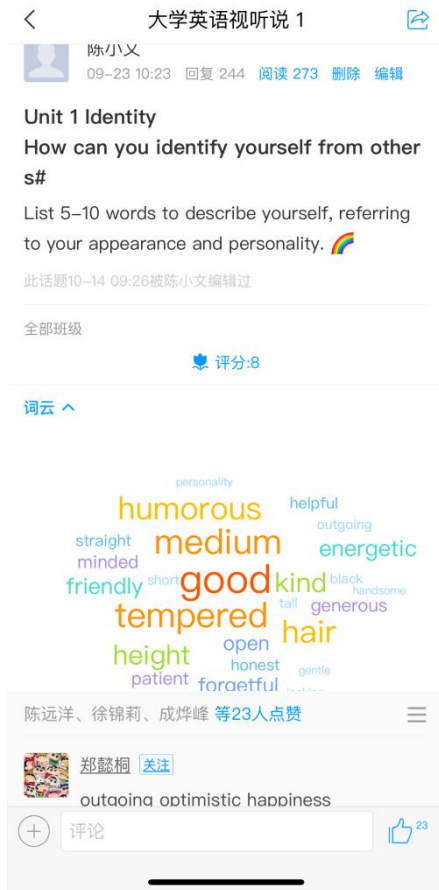 大学英语视听说 1
陈小文
09-23 10:23 回复 244 阅读 273 删除 编辑
Unit 1 Identity
How can you identify yourself from other
s#
List 5-10 words to describe yourself, referring
to your appearance and personality. 🌈
此话题10-14 09:26被陈小文编辑过
全部班级
评分:8
词云
personality
humorous helpful
outgoing
straight medium energetic
minded
friendly short good kind black
handsome
tempered tall generous
hair
height open
honest gentle
patient forgetful
陈远洋、徐锦莉、成烨峰 等23人点赞
郑懿桐 关注
outgoing optimistic happiness
评论
23